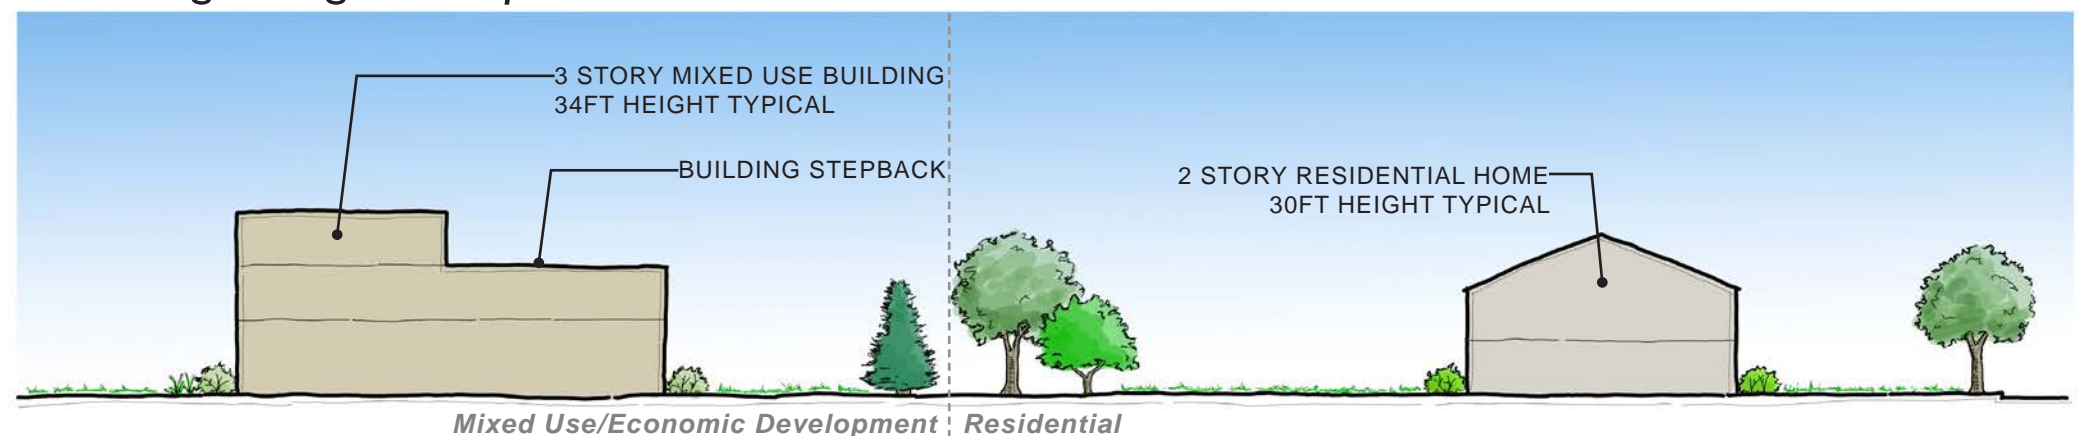 3 STORY MIXED USE BUILDING
34FT HEIGHT TYPICAL
BUILDING STEPBACK
2 STORY RESIDENTIAL HOME
30FT HEIGHT TYPICAL
Mixed Use/Economic Development
Residential